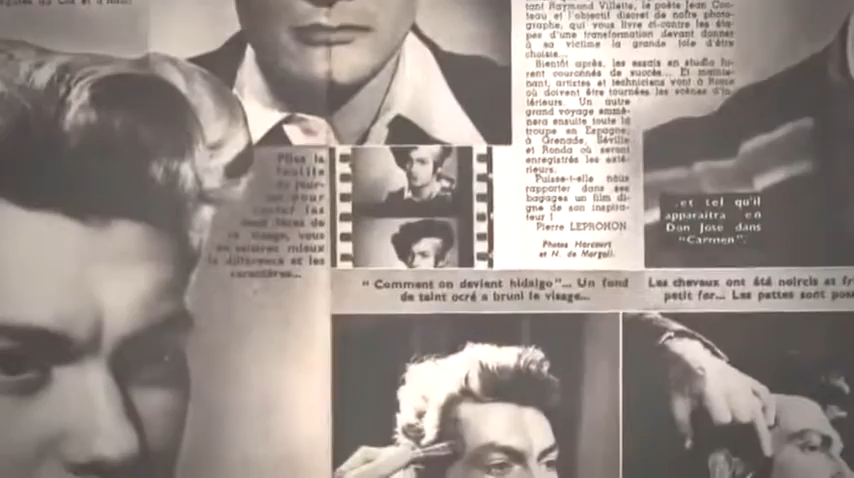 tant Raymond Villette, le poète Jean Coc-
teau et l'objectif discret de notre photo-
graphe, qui vous livre ci-contre les éta-
pes d'une transformation devant donner
à sa victime la grande joie d'être
choisie...
Bientôt après, les essais en studio fu-
rent couronnés de succès... Et mainte-
nant, artistes et techniciens vont à Rome
où doivent être tournées les scènes d'in-
térieurs. Un autre
grand voyage emmè-
nera ensuite toute la
troupe en Espagne,
à Grenade, Séville
et Ronda où seront
enregistrés les exté-
rieurs.
Puisse-t-elle nous
rapporter dans ses
bagages un film di-
gne de son inspira-
teur !
Pierre LEPROHON
Photos Harcourt
et N. de Morgoli.
Pliez la
feuille
de jour-
nal pour
cacher les
deux faces de
le visage, vous
en saisirez mieux
la différence et les
caractères...
...et tel qu'il
apparaîtra en
Don José dans
"Carmen".
"Comment on devient hidalgo"... Un fond
de teint ocré a bruni le visage...
Les cheveux ont été noircis et
petit fer... Les pattes sont